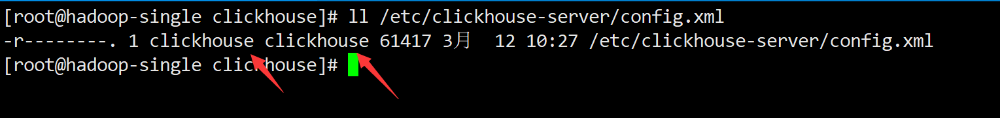 [root@hadoop-single clickhouse]# ll /etc/clickhouse-server/config.xml
-r--------. 1 clickhouse clickhouse 61417 3月  12 10:27 /etc/clickhouse-server/config.xml
[root@hadoop-single clickhouse]#